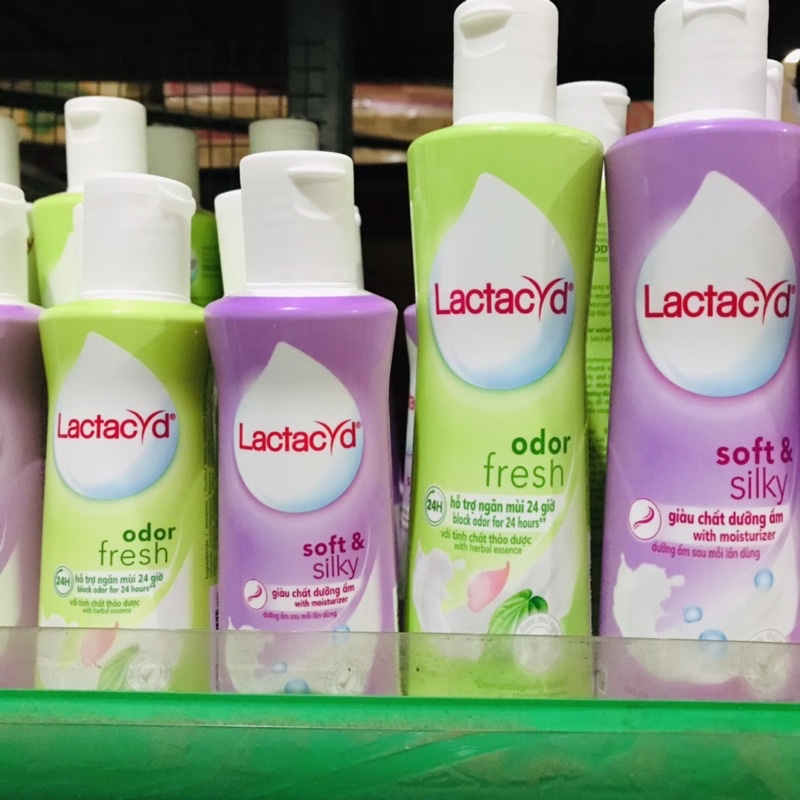 Lactacyd®
odor
fresh
24H
hỗ trợ ngăn mùi 24 giờ
block odor for 24 hours**
với tinh chất thảo dược
with herbal essence
Lactacyd®
soft &
silky
giàu chất dưỡng ẩm
with moisturizer
dưỡng ẩm sau mỗi lần dùng
Lactacyd®
odor
fresh
24H
hỗ trợ ngăn mùi 24 giờ
block odor for 24 hours**
với tinh chất thảo dược
with herbal essence
Lactacyd®
soft &
silky
giàu chất dưỡng ẩm
with moisturizer
dưỡng ẩm sau mỗi lần dùng